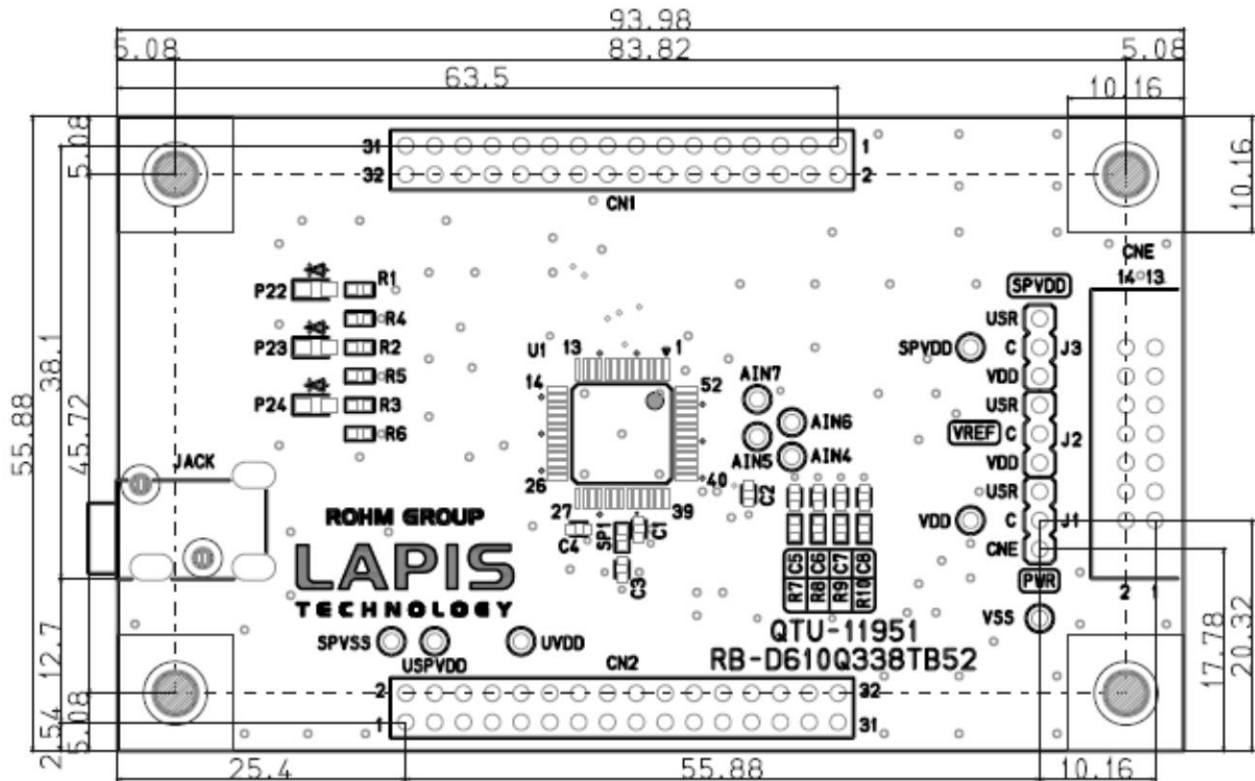 93.98
5.08 83.82 5.08
63.5
10.16
5.08
31 1
32 2
CN1
10.16
CNE
14 13
SPVDD
P22 R1
R4
P23 R2
R5
P24 R3
R6
U1 13 1
14 52
26 40
27 39
AIN7
AIN6
AIN5 AIN4
SPVDD
USR
C J3
VDD
VREF
USR
C J2
VDD
USR
VDD C J1
CNE
PWR
VSS
2 1
38.1
55.88
45.72
JACK
ROHM GROUP
LAPIS
TECHNOLOGY
C4 SP1 C1
C3
C2
R7 C5
R8 C6
R9 C7
R10 C8
QTU-11951
RB-D610Q338TB52
SPVSS USPVDD UVDD
CN2
2 32
1 31
12.7
2.54
5.08
17.78
20.32
25.4 55.88 10.16